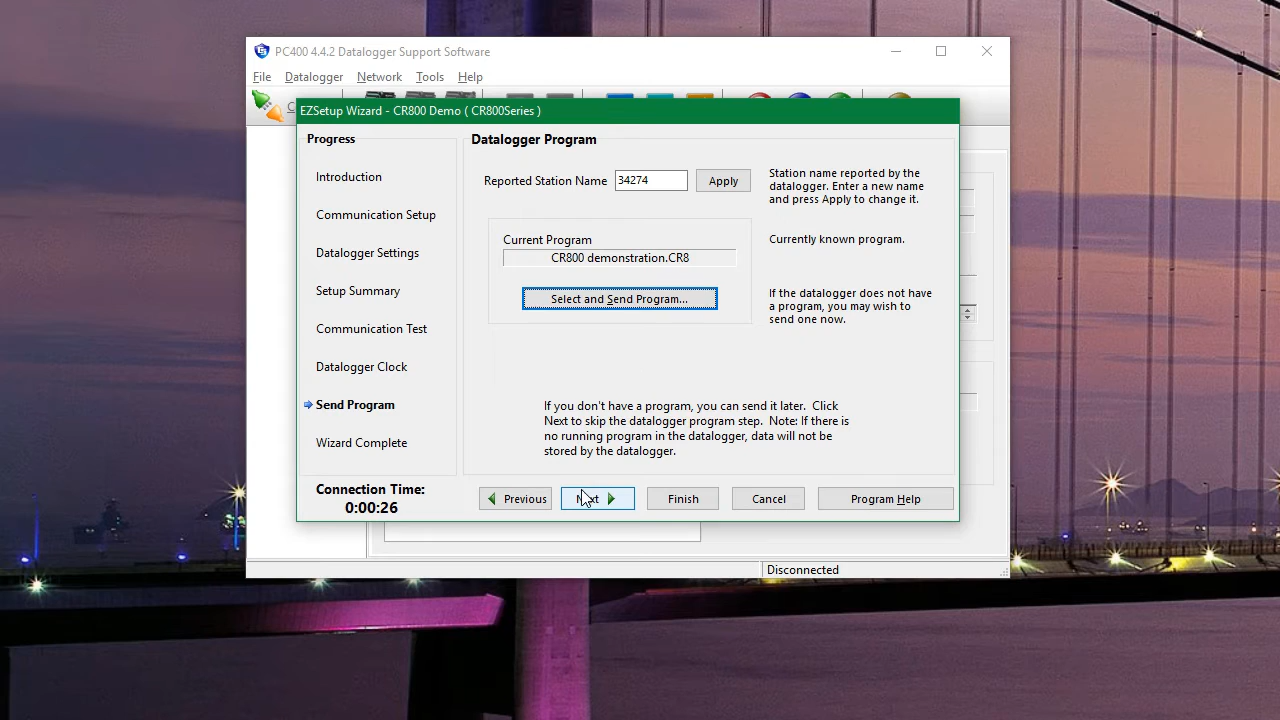 PC400 4.4.2 Datalogger Support Software
File Datalogger Network Tools Help
EZSetup Wizard - CR800 Demo ( CR800Series )
Progress
Introduction
Communication Setup
Datalogger Settings
Setup Summary
Communication Test
Datalogger Clock
Send Program
Wizard Complete
Connection Time:
0:00:26
Datalogger Program
Reported Station Name 34274 Apply
Station name reported by the
datalogger. Enter a new name
and press Apply to change it.
Current Program
CR800 demonstration.CR8
Currently known program.
Select and Send Program...
If the datalogger does not have
a program, you may wish to
send one now.
If you don't have a program, you can send it later. Click
Next to skip the datalogger program step. Note: If there is
no running program in the datalogger, data will not be
stored by the datalogger.
Previous Next Finish Cancel Program Help
Disconnected